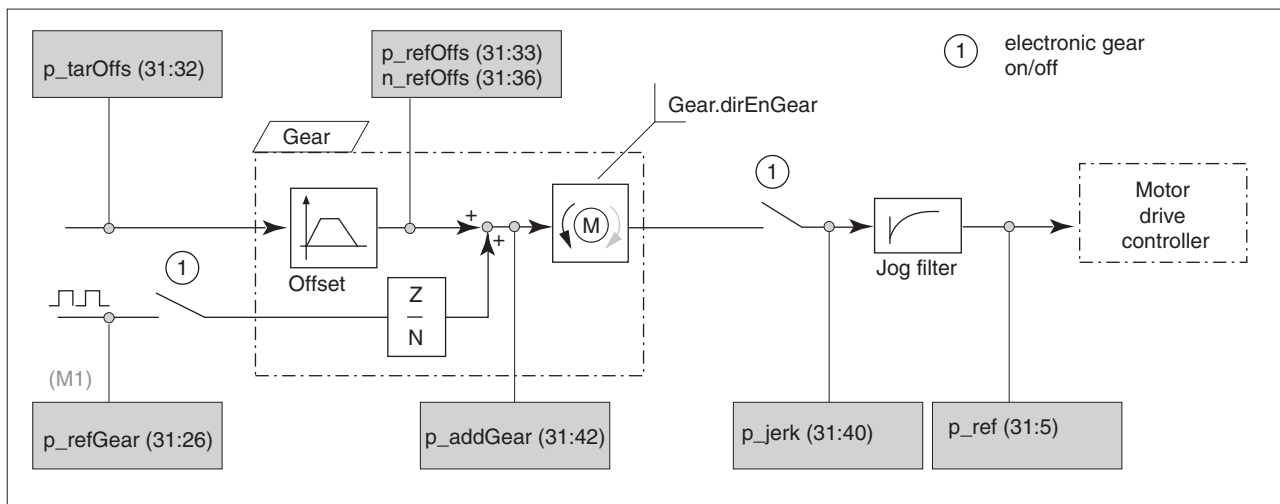 p_tarOffs (31:32)
p_refOffs (31:33)
n_refOffs (31:36)
1
electronic gear
on/off
Gear.dirEnGear
Gear
1
Motor
drive
controller
+
+
M
Offset
Jog filter
1
Z
N
(M1)
p_refGear (31:26)
p_addGear (31:42)
p_jerk (31:40)
p_ref (31:5)